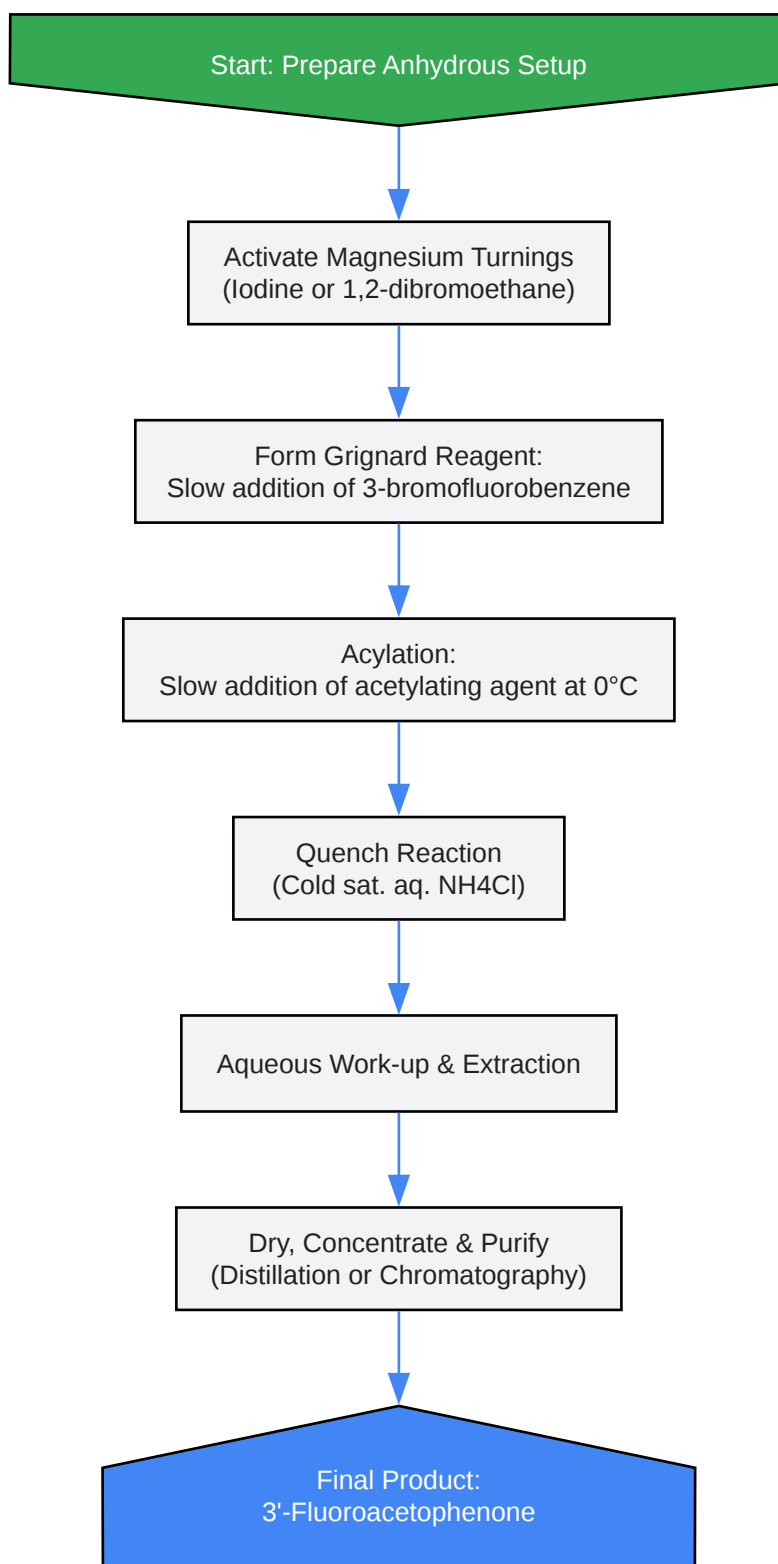 Start: Prepare Anhydrous Setup
Activate Magnesium Turnings
(Iodine or 1,2-dibromoethane)
Form Grignard Reagent:
Slow addition of 3-bromofluorobenzene
Acylation:
Slow addition of acetylating agent at 0°C
Quench Reaction
(Cold sat. aq. NH4Cl)
Aqueous Work-up & Extraction
Dry, Concentrate & Purify
(Distillation or Chromatography)
Final Product:
3'-Fluoroacetophenone